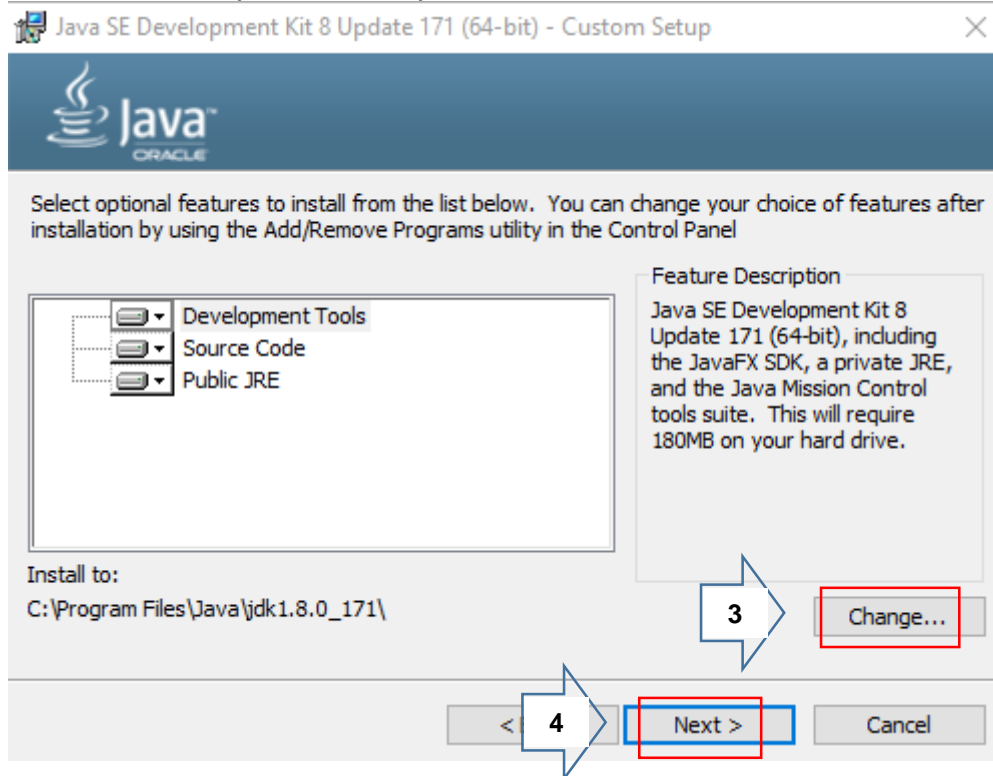 Java SE Development Kit 8 Update 171 (64-bit) - Custom Setup
Java™
ORACLE
Select optional features to install from the list below. You can change your choice of features after
installation by using the Add/Remove Programs utility in the Control Panel
Development Tools
Source Code
Public JRE
Feature Description
Java SE Development Kit 8
Update 171 (64-bit), including
the JavaFX SDK, a private JRE,
and the Java Mission Control
tools suite. This will require
180MB on your hard drive.
Install to:
C:\Program Files\Java\jdk1.8.0_171\
3
Change...
<
4
Next >
Cancel